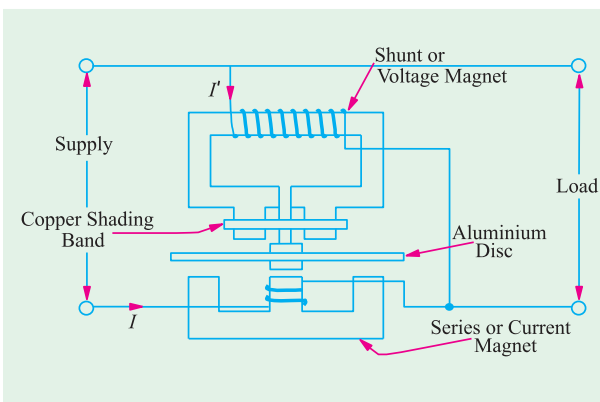 Shunt or
Voltage Magnet
I'
Supply
Load
Copper Shading
Band
Aluminium
Disc
I
Series or Current
Magnet